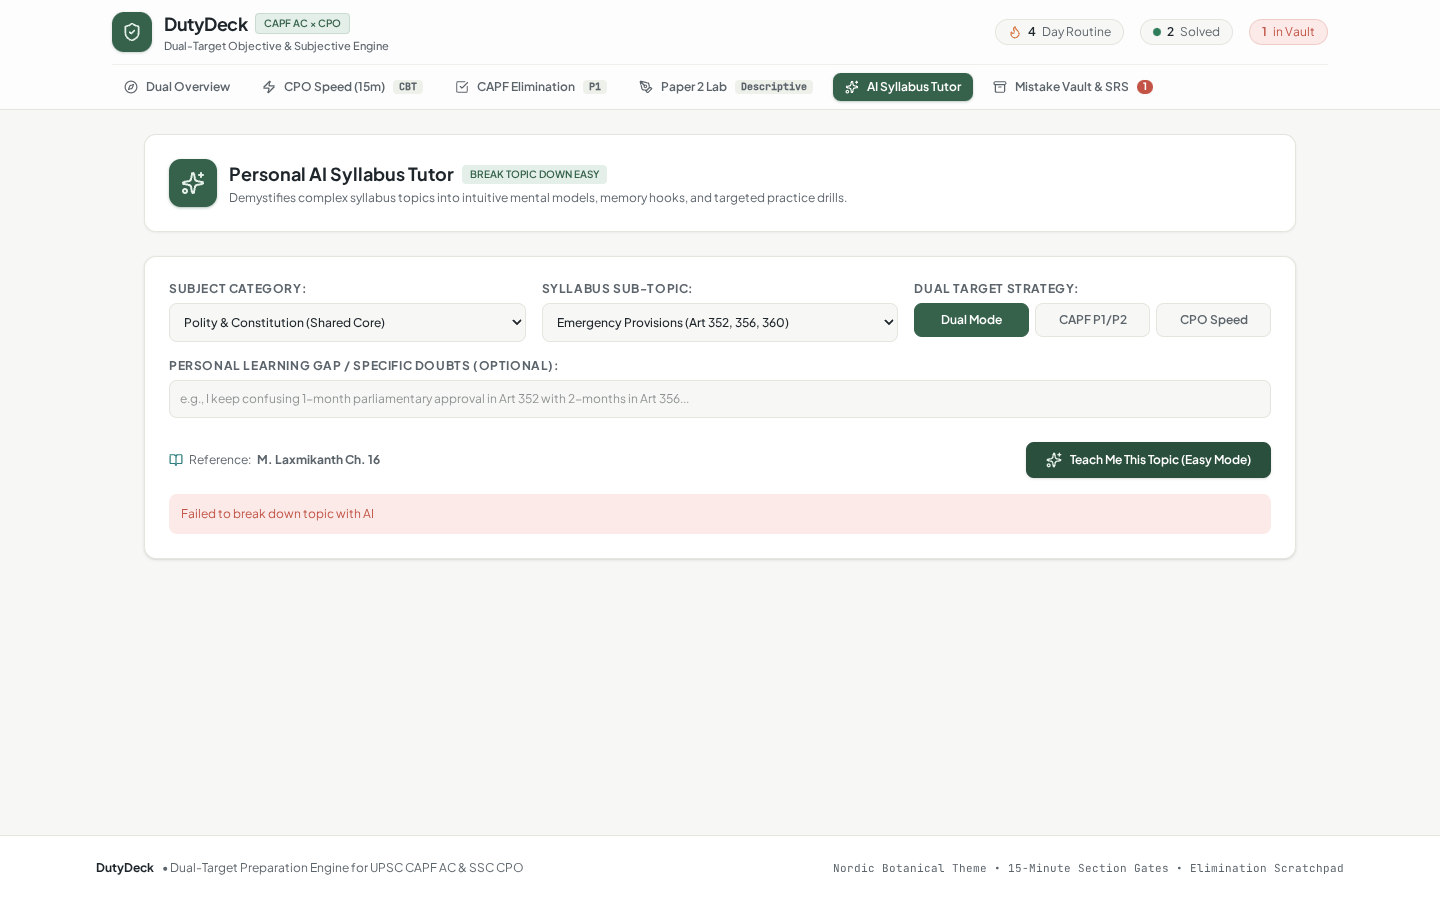 DutyDeck CAPF AC × CPO
Dual-Target Objective & Subjective Engine
4 Day Routine
2 Solved
1 in Vault
Dual Overview
CPO Speed (15m) CBT
CAPF Elimination P1
Paper 2 Lab Descriptive
AI Syllabus Tutor
Mistake Vault & SRS 1
Personal AI Syllabus Tutor BREAK TOPIC DOWN EASY
Demystifies complex syllabus topics into intuitive mental models, memory hooks, and targeted practice drills.
SUBJECT CATEGORY:
Polity & Constitution (Shared Core)
SYLLABUS SUB-TOPIC:
Emergency Provisions (Art 352, 356, 360)
DUAL TARGET STRATEGY:
Dual Mode
CAPF P1/P2
CPO Speed
PERSONAL LEARNING GAP / SPECIFIC DOUBTS (OPTIONAL):
e.g., I keep confusing 1-month parliamentary approval in Art 352 with 2-months in Art 356...
Reference: M. Laxmikanth Ch. 16
Teach Me This Topic (Easy Mode)
Failed to break down topic with AI
DutyDeck • Dual-Target Preparation Engine for UPSC CAPF AC & SSC CPO
Nordic Botanical Theme • 15-Minute Section Gates • Elimination Scratchpad